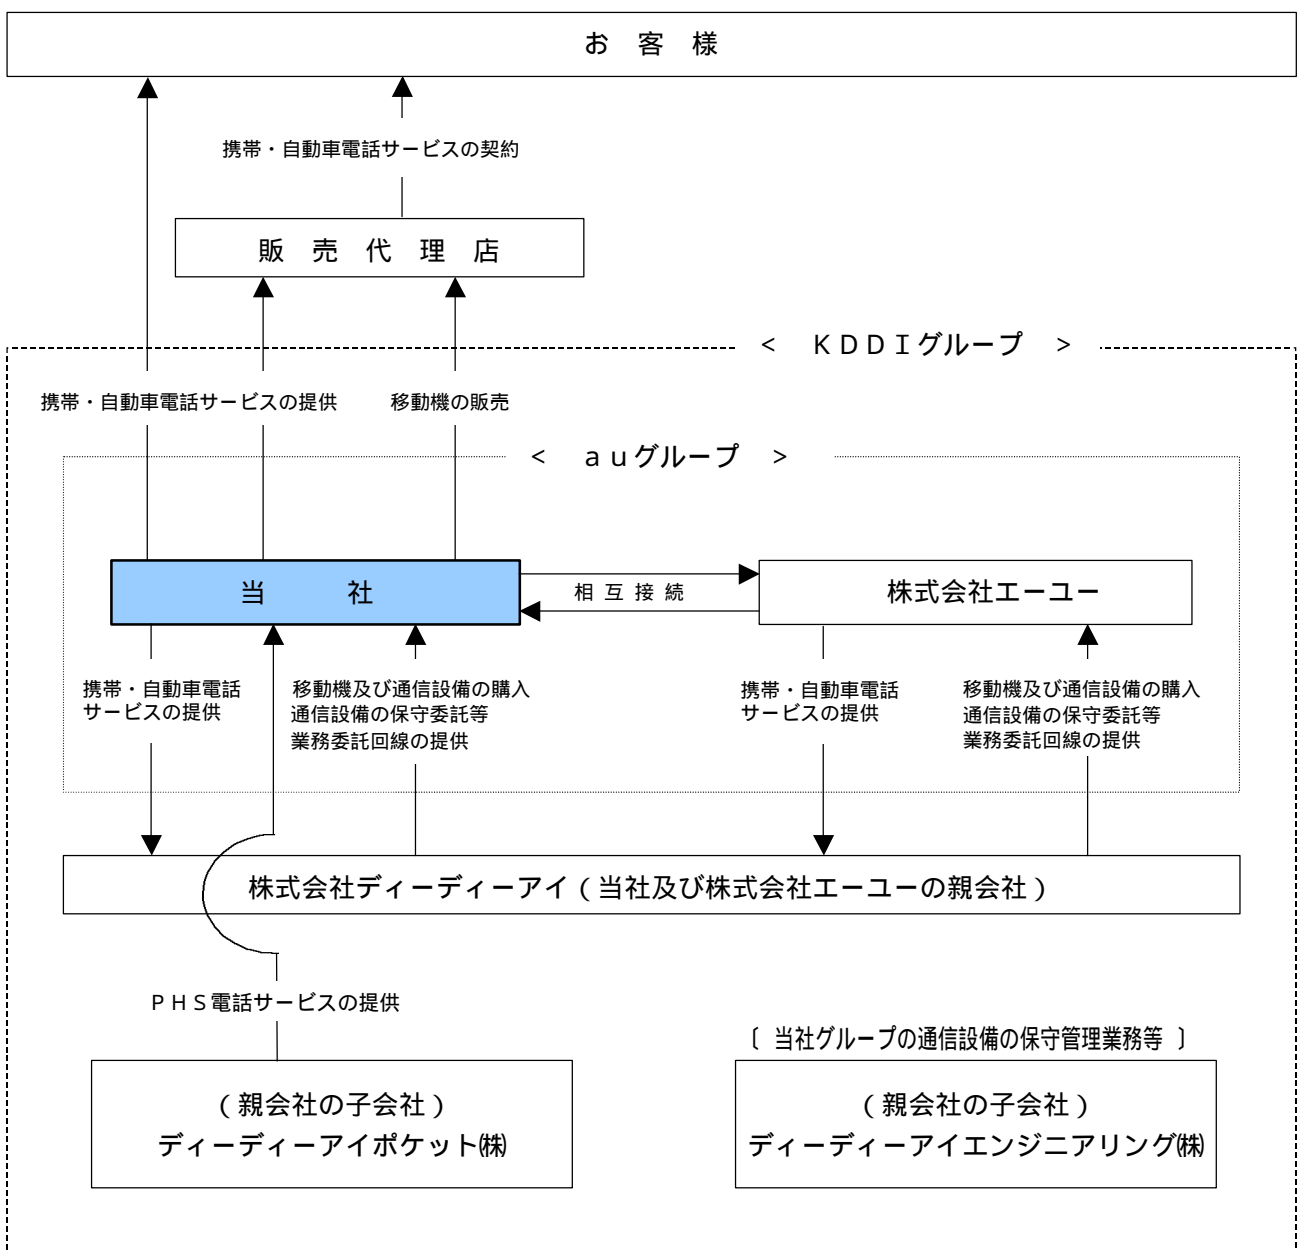 お 客 様
携帯・自動車電話サービスの契約
販 売 代 理 店
< KDDIグループ >
携帯・自動車電話サービスの提供
移動機の販売
< auグループ >
当 社
相 互 接 続
株式会社エーユー
携帯・自動車電話
サービスの提供
移動機及び通信設備の購入
通信設備の保守委託等
業務委託回線の提供
携帯・自動車電話
サービスの提供
移動機及び通信設備の購入
通信設備の保守委託等
業務委託回線の提供
株式会社ディーディーアイ(当社及び株式会社エーユーの親会社)
PHS電話サービスの提供
〔 当社グループの通信設備の保守管理業務等 〕
(親会社の子会社)
ディーディーアイポケット㈱
(親会社の子会社)
ディーディーアイエンジニアリング㈱